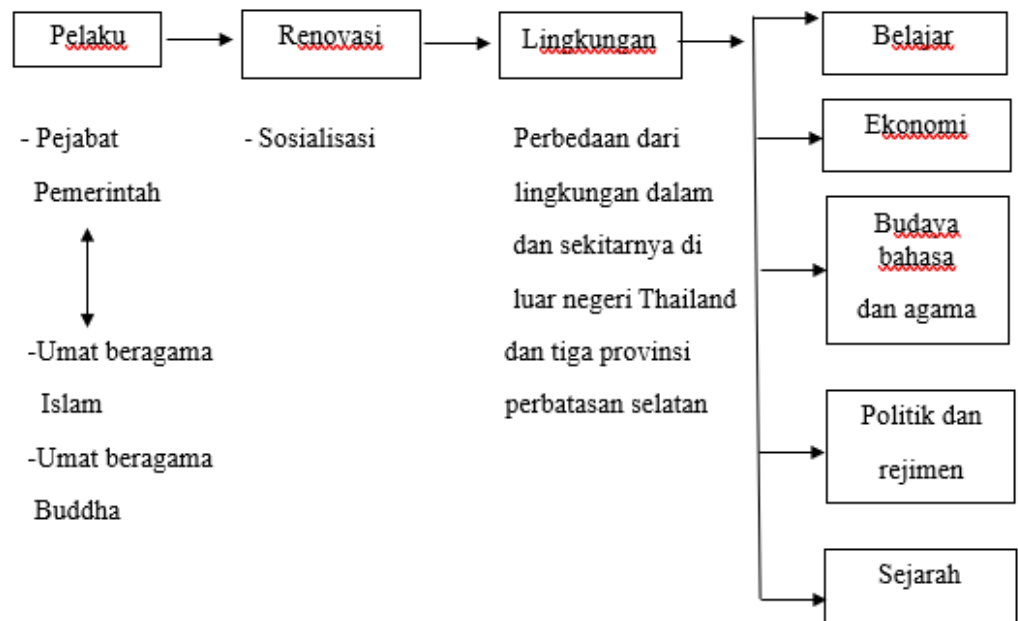 Pelaku
Renovasi
Lingkungan
Belajar
- Pejabat
Pemerintah
-Umat beragama
Islam
-Umat beragama
Buddha
- Sosialisasi
Perbedaan dari
lingkungan dalam
dan sekitarnya di
luar negeri Thailand
dan tiga provinsi
perbatasan selatan
Ekonomi
Budaya
bahasa
dan agama
Politik dan
rejimen
Sejarah